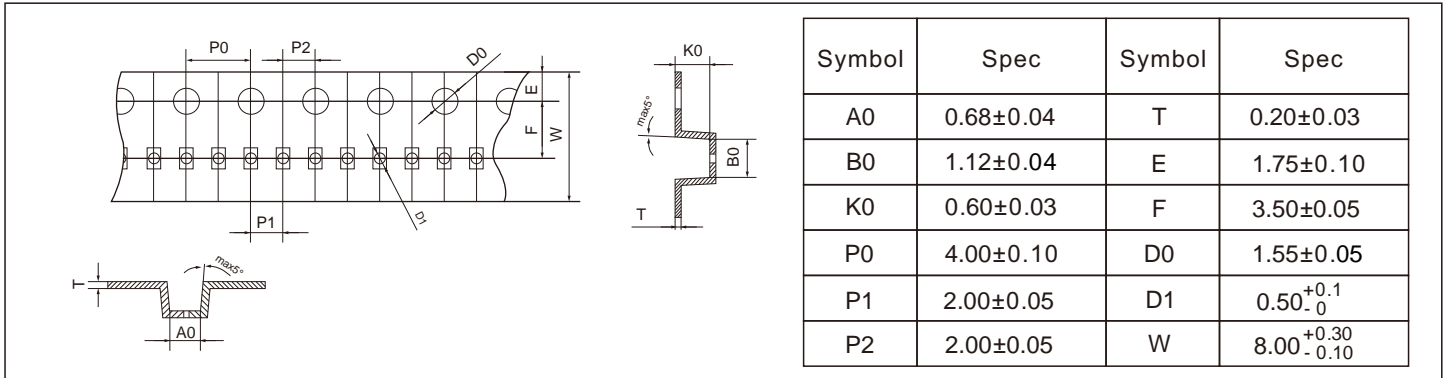 P0 P2 D0
E
F
W
D1
P1
T
max5°
A0
K0
max5°
B0
T
Symbol Spec Symbol Spec
A0 0.68±0.04 T 0.20±0.03
B0 1.12±0.04 E 1.75±0.10
K0 0.60±0.03 F 3.50±0.05
P0 4.00±0.10 D0 1.55±0.05
P1 2.00±0.05 D1 0.50+0.1 - 0
P2 2.00±0.05 W 8.00+0.30 - 0.10